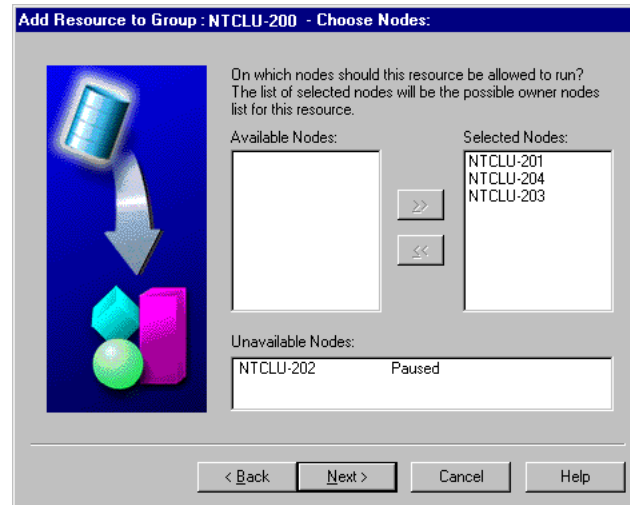 Add Resource to Group : NTCLU-200 - Choose Nodes:
On which nodes should this resource be allowed to run?
The list of selected nodes will be the possible owner nodes
list for this resource.
Available Nodes:
Selected Nodes:
NTCLU-201
NTCLU-204
NTCLU-203
>>
<<
Unavailable Nodes:
NTCLU-202 Paused
< Back Next > Cancel Help